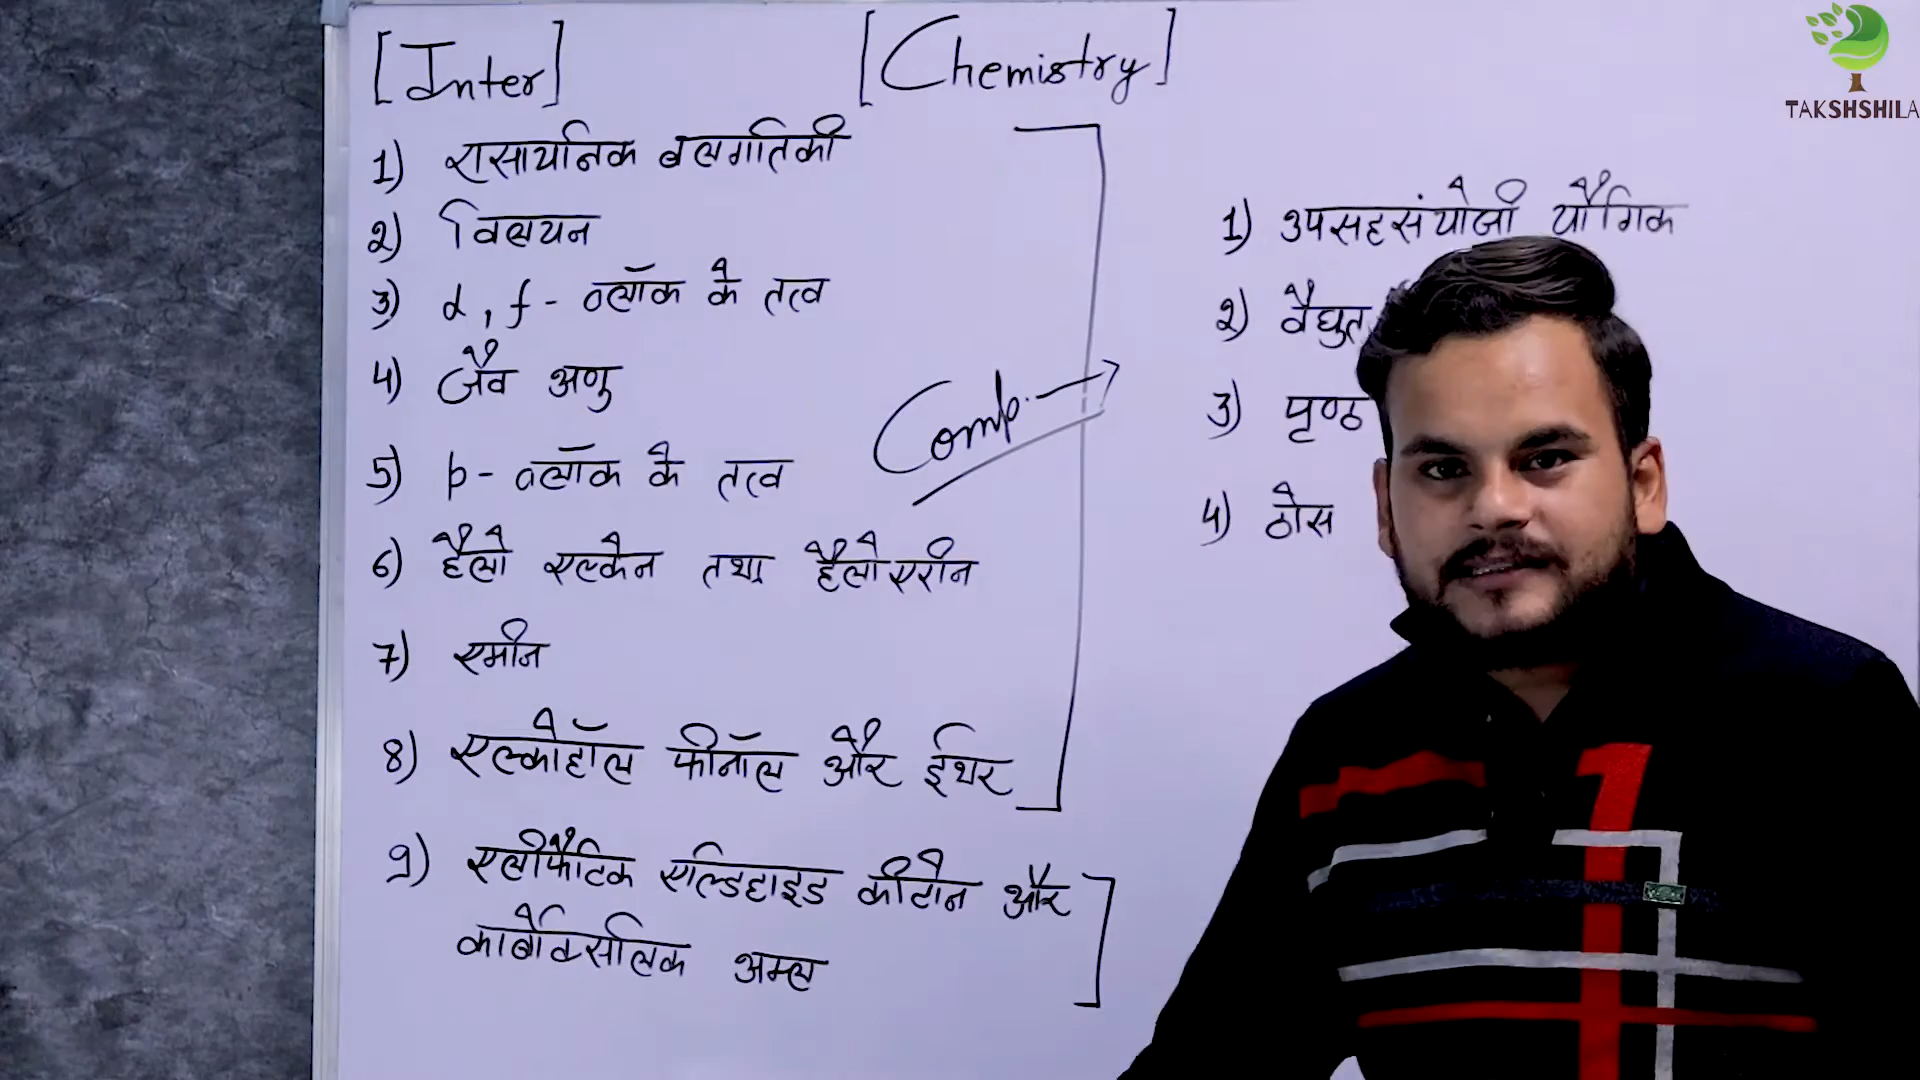 [Inter] [Chemistry]
1) रासायनिक बलगतिकी
2) विलयन
3) d, f - ब्लॉक के तत्व
4) जैव अणु
5) p - ब्लॉक के तत्व
6) हैलो एल्केन तथा हैलोएरीन
7) एमीन
8) एल्कोहॉल फीनॉल और ईथर
9) एलीफैटिक एल्डिहाइड कीटोन और
कार्बोक्सलिक अम्ल
Comp.
1) उपसहसंयोजी यौगिक
2) वैद्युत
3) पृष्ठ
4) ठोस
TAKSHSHILA